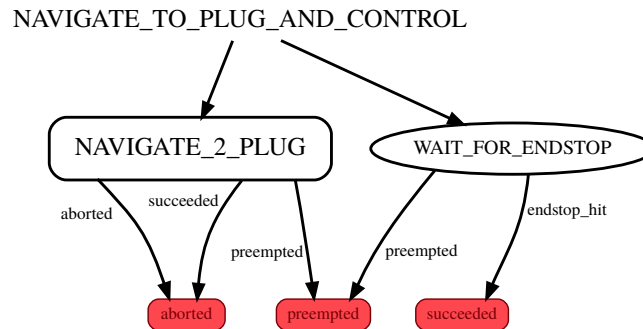 NAVIGATE_TO_PLUG_AND_CONTROL
NAVIGATE_2_PLUG
WAIT_FOR_ENDSTOP
aborted
succeeded
preempted
preempted
endstop_hit
aborted
preempted
succeeded